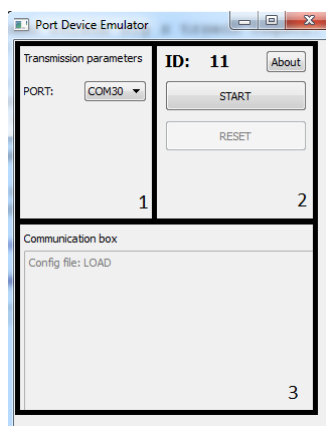 Port Device Emulator
Transmission parameters
PORT: COM30
1
ID: 11 About
START
RESET
2
Communication box
Config file: LOAD
3